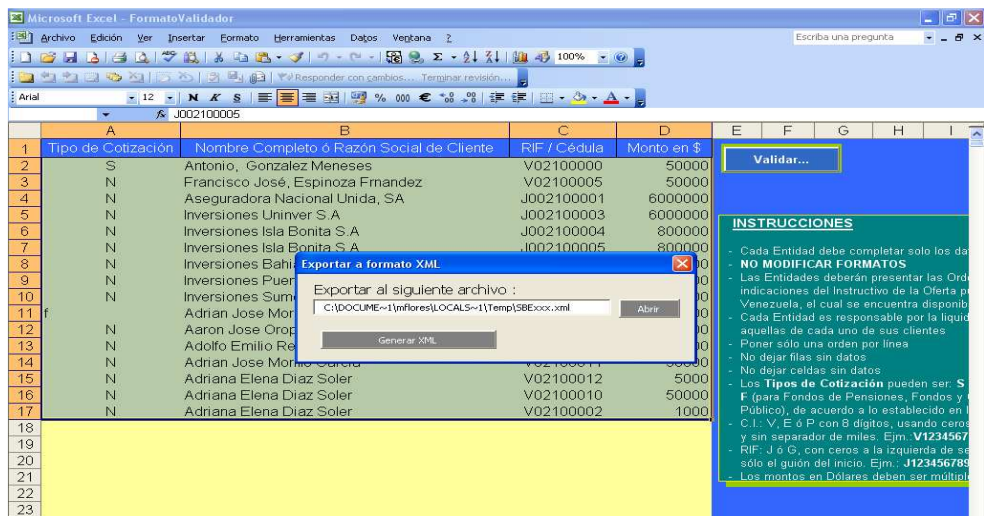 Microsoft Excel - FormatoValidador
Archivo Edición Ver Insertar Formato Herramientas Datos Ventana ?
Escriba una pregunta
100%
Responder con cambios... Terminar revisión...
Arial 12 N K S % 000 €
fx J002100005
A B C D E F G H I
1 Tipo de Cotización Nombre Completo ó Razón Social de Cliente RIF / Cédula Monto en $
Validar...
2 S Antonio, Gonzalez Meneses V02100000 50000
3 N Francisco José, Espinoza Frnandez V02100005 50000
4 N Aseguradora Nacional Unida, SA J002100001 6000000
5 N Inversiones Uninver S.A J002100003 6000000
6 N Inversiones Isla Bonita S.A J002100004 800000
7 N Inversiones Isla Bonita S.A J002100005 800000
8 N Inversiones Bahi
9 N Inversiones Puer
10 N Inversiones Sum
11 f Adrian Jose Mor
12 N Aaron Jose Orop
13 N Adolfo Emilio Re
14 N Adrian Jose
15 N Adriana Elena Diaz Soler V02100012 5000
16 N Adriana Elena Diaz Soler V02100010 50000
17 N Adriana Elena Diaz Soler V02100002 1000
18
19
20
21
22
23
Exportar a formato XML
Exportar al siguiente archivo :
C:\DOCUME~1\mflores\LOCALS~1\Temp\SBExxx.xml
Abrir
Generar XML
INSTRUCCIONES
- Cada Entidad debe completar solo los da
- NO MODIFICAR FORMATOS
- Las Entidades deberán presentar las Ord
indicaciones del Instructivo de la Oferta p
Venezuela, el cual se encuentra disponib
- Cada Entidad es responsable por la liquid
aquellas de cada uno de sus clientes
- Poner sólo una orden por línea
- No dejar filas sin datos
- No dejar celdas sin datos
- Los Tipos de Cotización pueden ser: S
F (para Fondos de Pensiones, Fondos y
Público), de acuerdo a lo establecido en l
- C.I.: V, E ó P con 8 dígitos, usando ceros
y sin separador de miles. Ejm.:V1234567
- RIF: J ó G, con ceros a la izquierda de se
sólo el guión del inicio. Ejm.: J123456789
- Los montos en Dólares deben ser múltipl